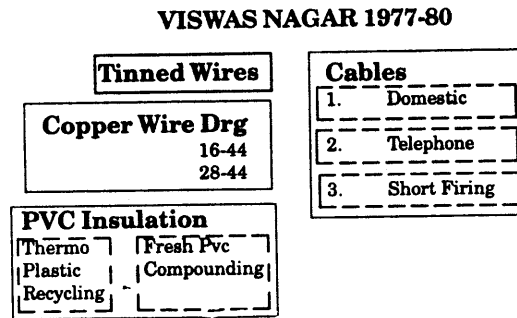 VISWAS NAGAR 1977-80
Tinned Wires
Copper Wire Drg
16-44
28-44
PVC Insulation
Thermo
Plastic
Recycling
Fresh Pvc
Compounding
Cables
1. Domestic
2. Telephone
3. Short Firing